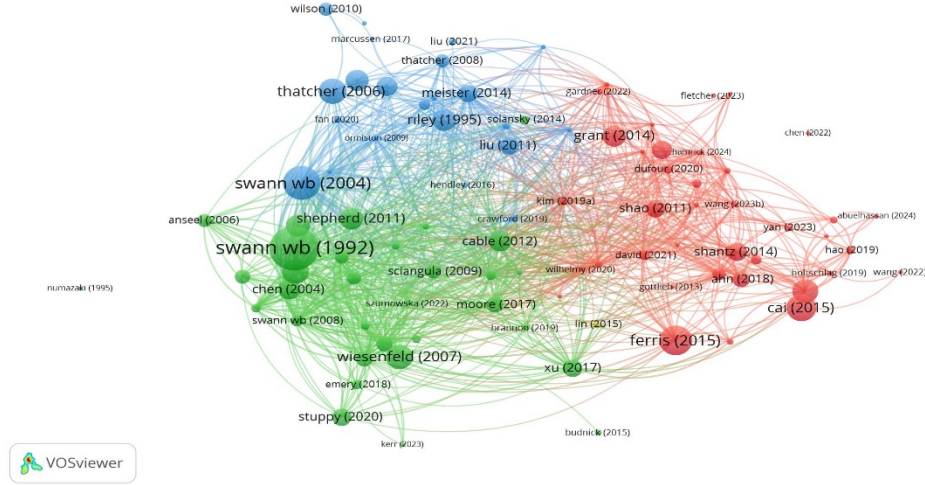 wilson (2010)
marcussen (2017)
liu (2021)
thatcher (2008)
thatcher (2006)
meister (2014)
gardner (2022)
fletcher (2023)
fan (2020)
riley (1995)
solansky (2014)
ormiston (2009)
grant (2014)
chen (2022)
liu (2011)
hamrick (2024)
dufour (2020)
swann wb (2004)
hendley (2016)
kim (2019a)
wang (2023b)
anseel (2006)
shepherd (2011)
crawford (2019)
shao (2011)
abuelhassan (2024)
yan (2023)
swann wb (1992)
cable (2012)
david (2021)
shantz (2014)
hao (2019)
sciangula (2009)
wilhelmy (2020)
holtschlag (2019)
wang (2022)
numazaki (1995)
chen (2004)
ahn (2018)
gottlieb (2013)
szumowska (2022)
moore (2017)
cai (2015)
swann wb (2008)
brannon (2019)
lin (2015)
ferris (2015)
wiesenfeld (2007)
xu (2017)
emery (2018)
stuppy (2020)
budnick (2015)
kerr (2023)
VOSviewer